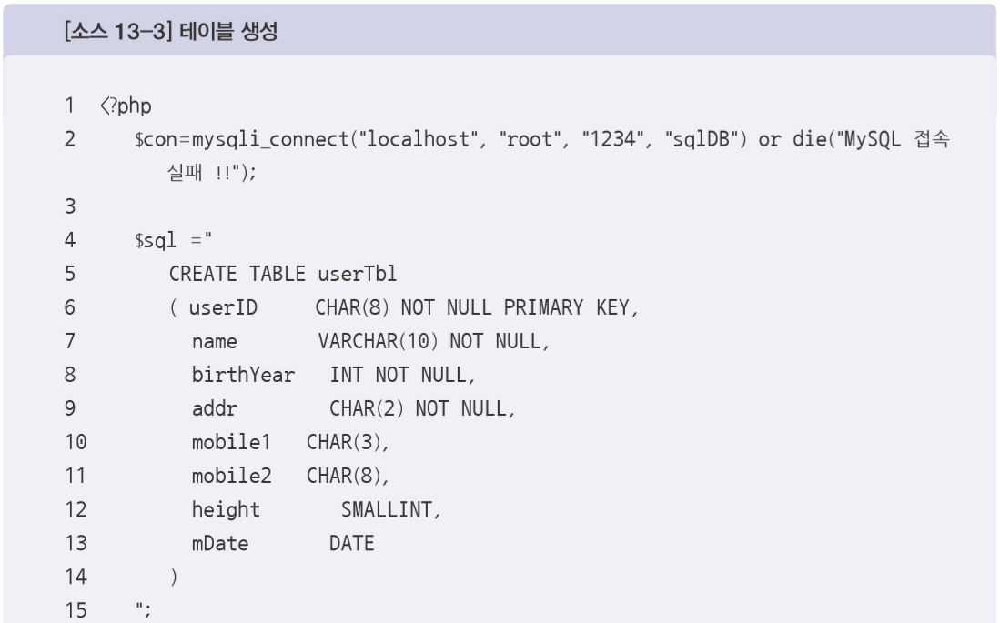 [소스 13-3] 테이블 생성
1 <?php
2 $con=mysqli_connect("localhost", "root", "1234", "sqlDB") or die("MySQL 접속
실패 !!");
3
4 $sql ="
5 CREATE TABLE userTbl
6 ( userID CHAR(8) NOT NULL PRIMARY KEY,
7 name VARCHAR(10) NOT NULL,
8 birthYear INT NOT NULL,
9 addr CHAR(2) NOT NULL,
10 mobile1 CHAR(3),
11 mobile2 CHAR(8),
12 height SMALLINT,
13 mDate DATE
14 )
15 ";